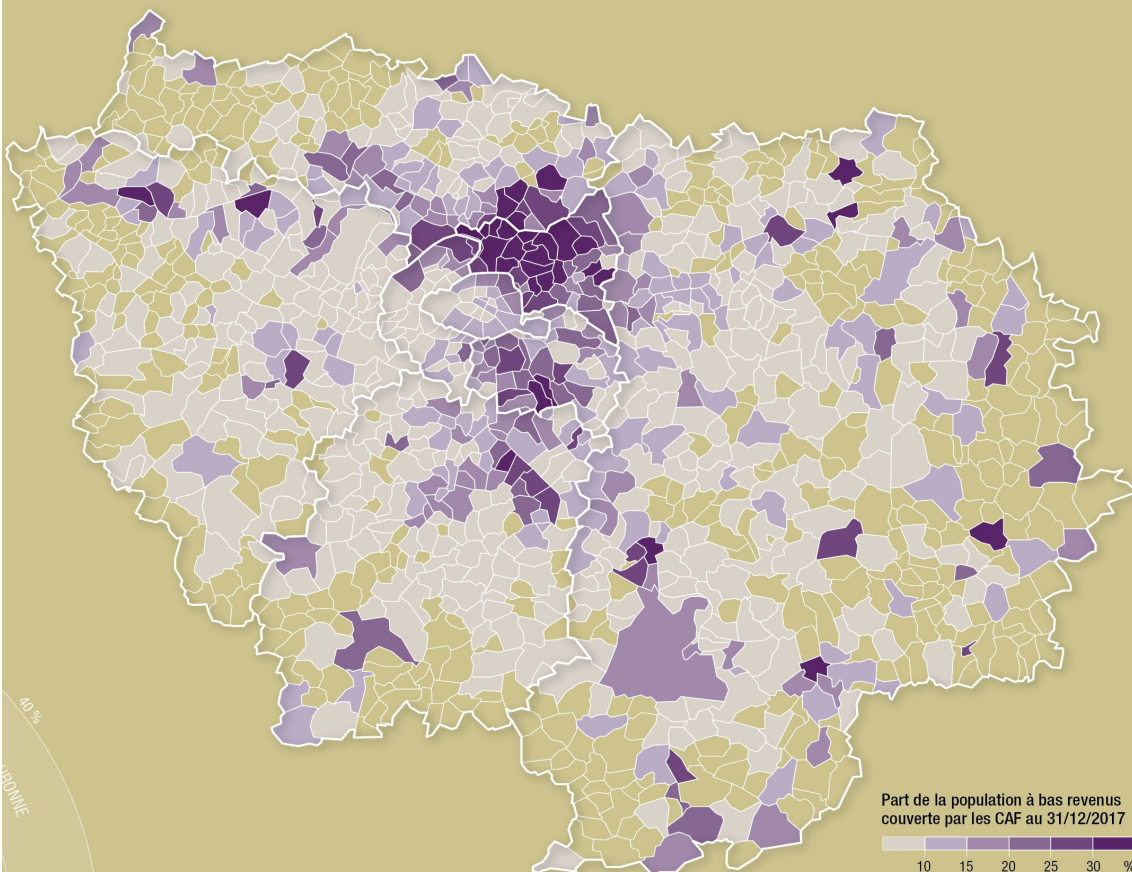 40 %
Part de la population à bas revenus
couverte par les CAF au 31/12/2017
10 15 20 25 30 %